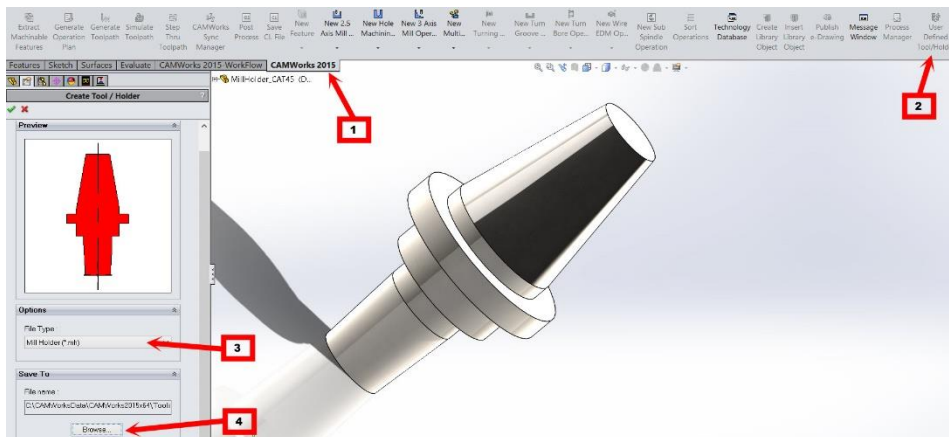 Extract Machinable Features
Generate Operation Plan
Generate Toolpath
Simulate Toolpath
Step Thru Toolpath
CAMWorks Sync Manager
Post Process
Save CL File
New Feature
New 2.5 Axis Mill ...
New Hole Machinin...
New 3 Axis Mill Oper...
New Multi...
New Turning ...
New Turn Groove ...
New Turn Bore Ope...
New Wire EDM Op...
New Sub Spindle Operation
Sort Operations
Technology Database
Create Library Object
Insert Library Object
Publish e-Drawing
Message Window
Process Manager
User Defined Tool/Hold
Features
Sketch
Surfaces
Evaluate
CAMWorks 2015-WorkFlow
CAMWorks 2015
MillHolder_CAT45 (D...
Create Tool / Holder
?
1
2
Preview
Options
File Type :
Mill Holder (*.mh)
3
Save To
File name :
C:\CAMWorksData\CAMWorks2015x64\Tooli
4
Browse...